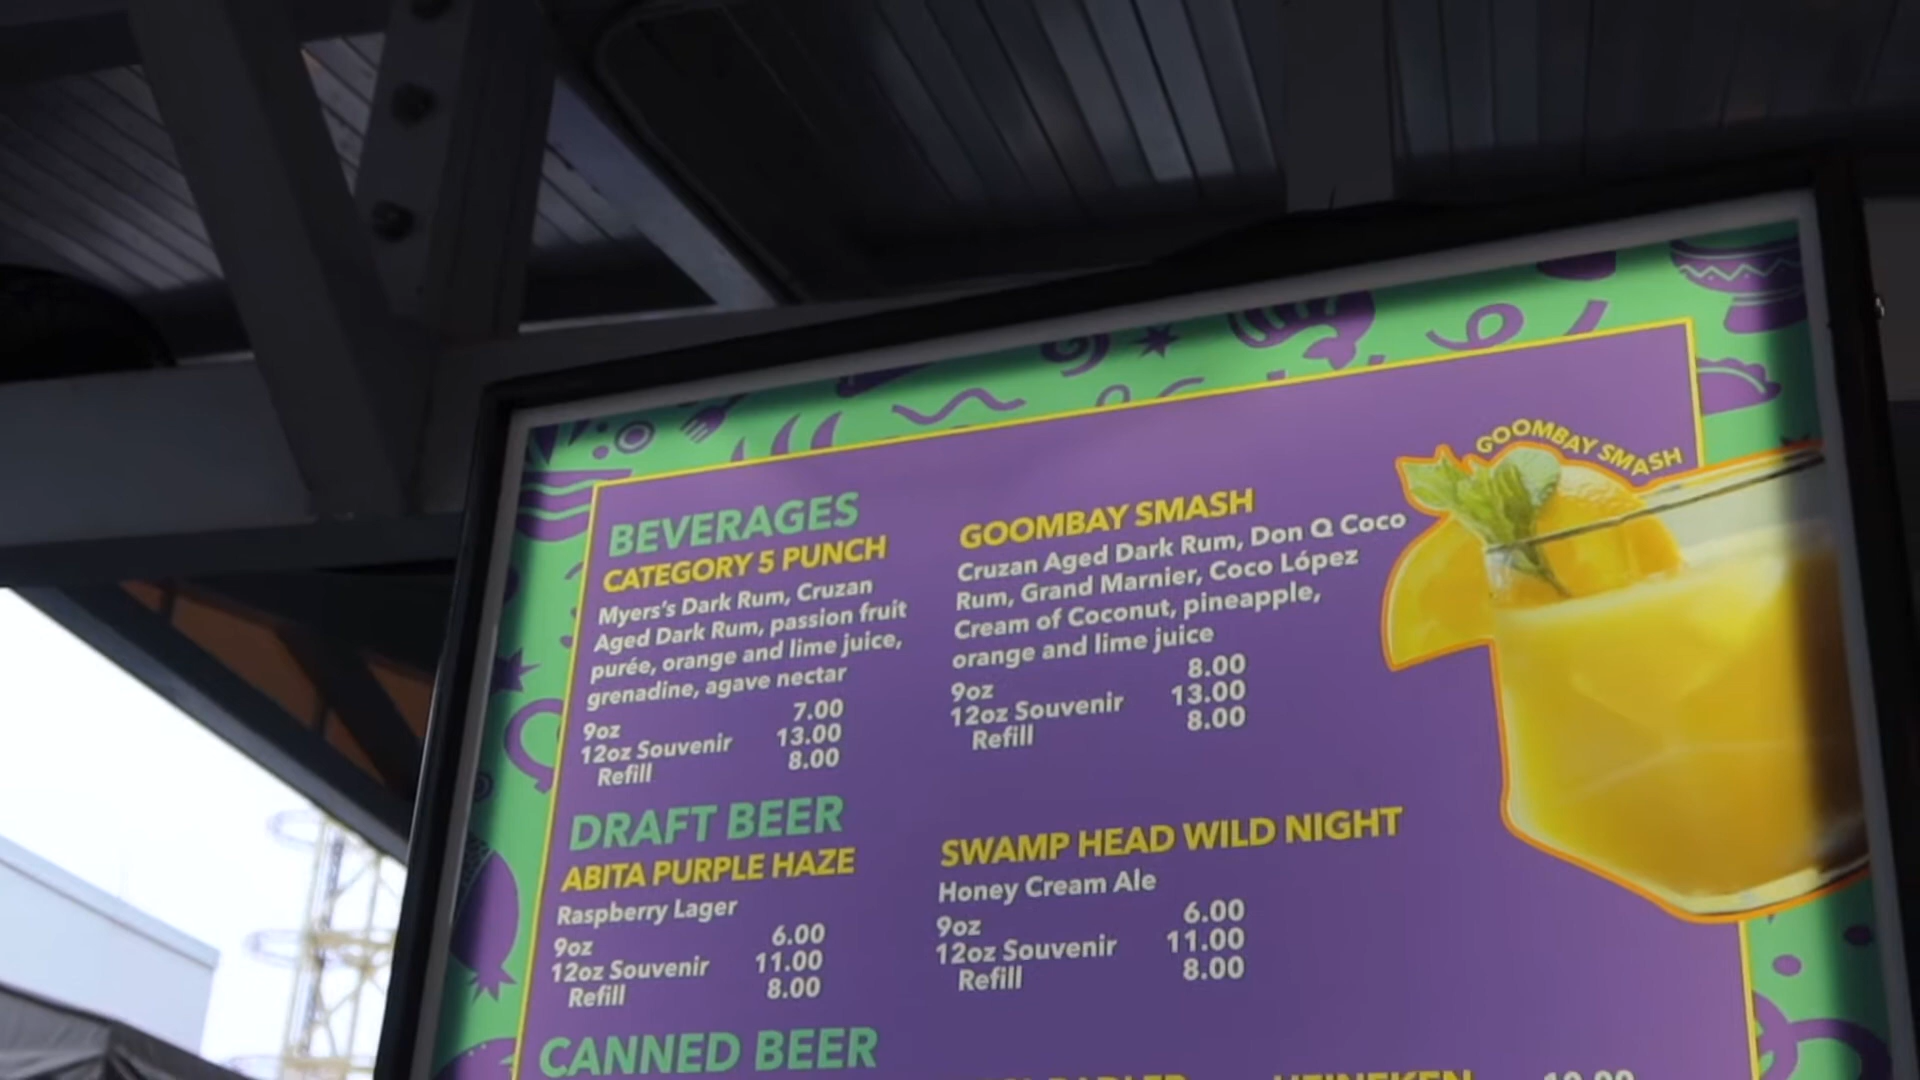 GOOMBAY SMASH
BEVERAGES
CATEGORY 5 PUNCH
Myers's Dark Rum, Cruzan
Aged Dark Rum, passion fruit
purée, orange and lime juice,
grenadine, agave nectar
9oz 7.00
12oz Souvenir 13.00
Refill 8.00
GOOMBAY SMASH
Cruzan Aged Dark Rum, Don Q Coco
Rum, Grand Marnier, Coco López
Cream of Coconut, pineapple,
orange and lime juice
9oz 8.00
12oz Souvenir 13.00
Refill 8.00
DRAFT BEER
ABITA PURPLE HAZE
Raspberry Lager
9oz 6.00
12oz Souvenir 11.00
Refill 8.00
SWAMP HEAD WILD NIGHT
Honey Cream Ale
9oz 6.00
12oz Souvenir 11.00
Refill 8.00
CANNED BEER
HEINEKEN